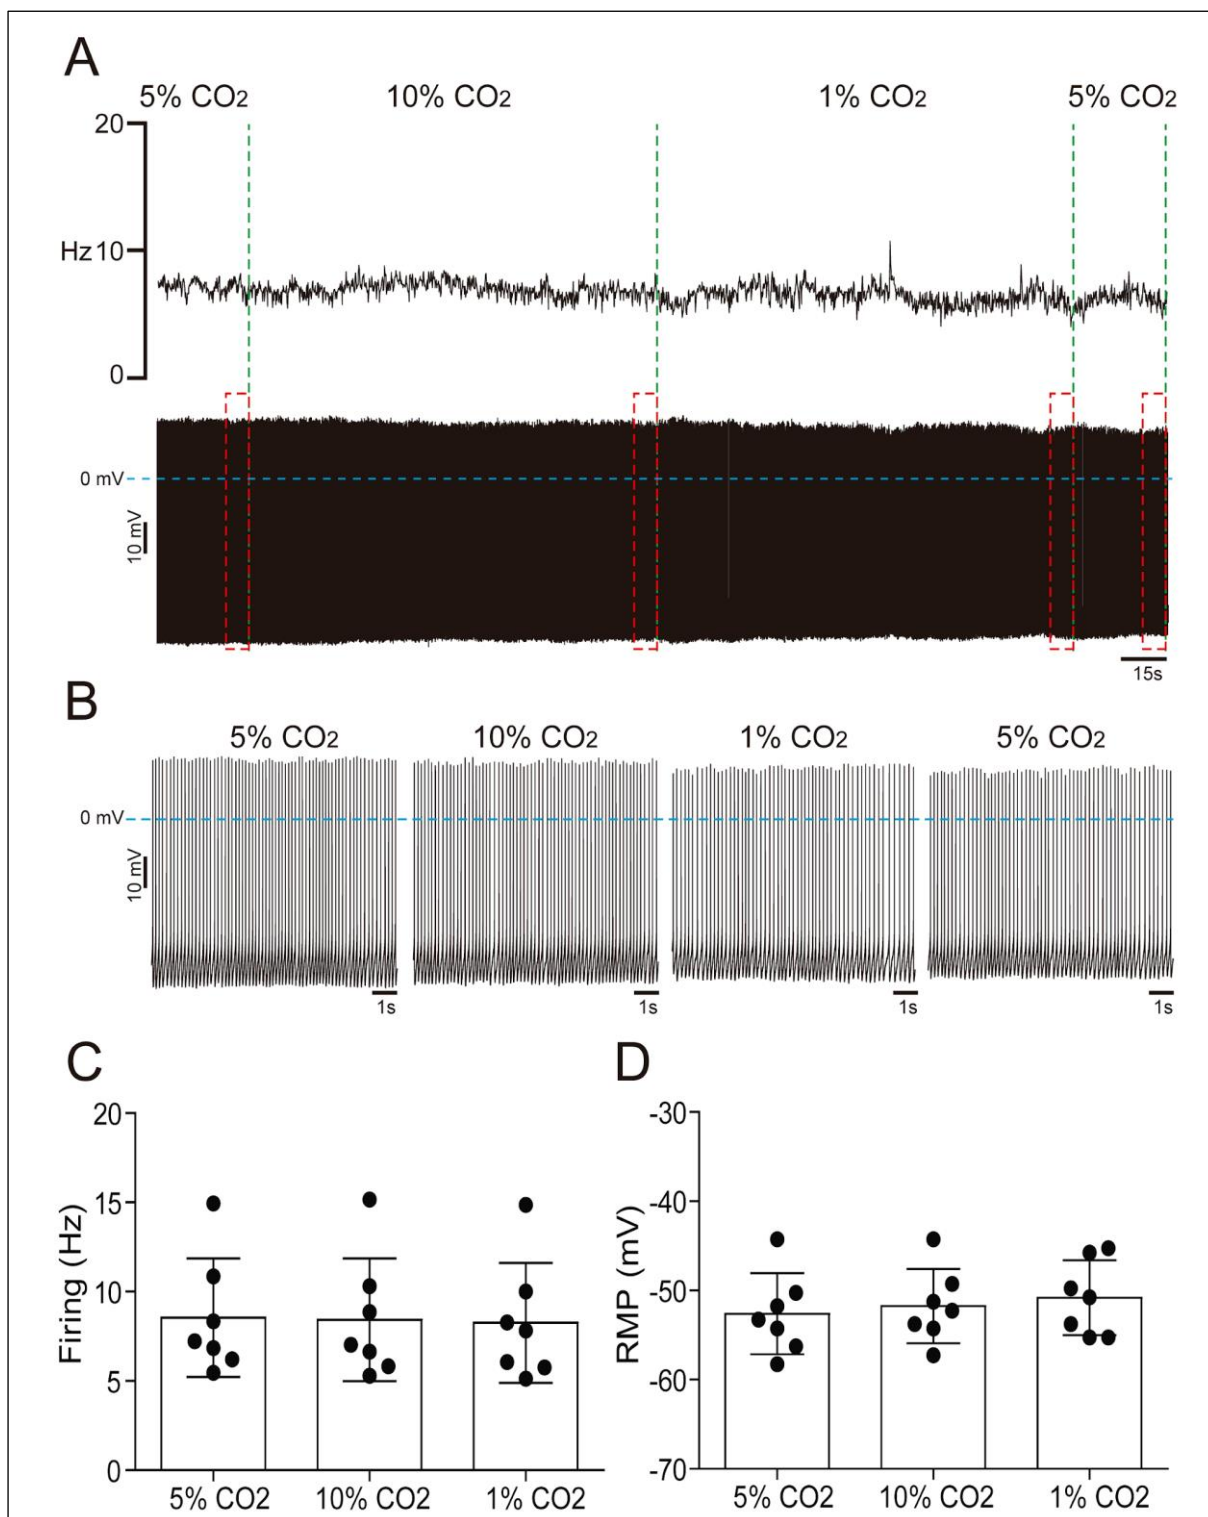 A
5% CO2 10% CO2 1% CO2 5% CO2
20
Hz 10
0
0 mV
10 mV
15s
B
5% CO2 10% CO2 1% CO2 5% CO2
0 mV
10 mV
1s 1s 1s 1s
C
Firing (Hz)
20
15
10
5
0
5% CO2 10% CO2 1% CO2
D
RMP (mV)
-30
-40
-50
-60
-70
5% CO2 10% CO2 1% CO2